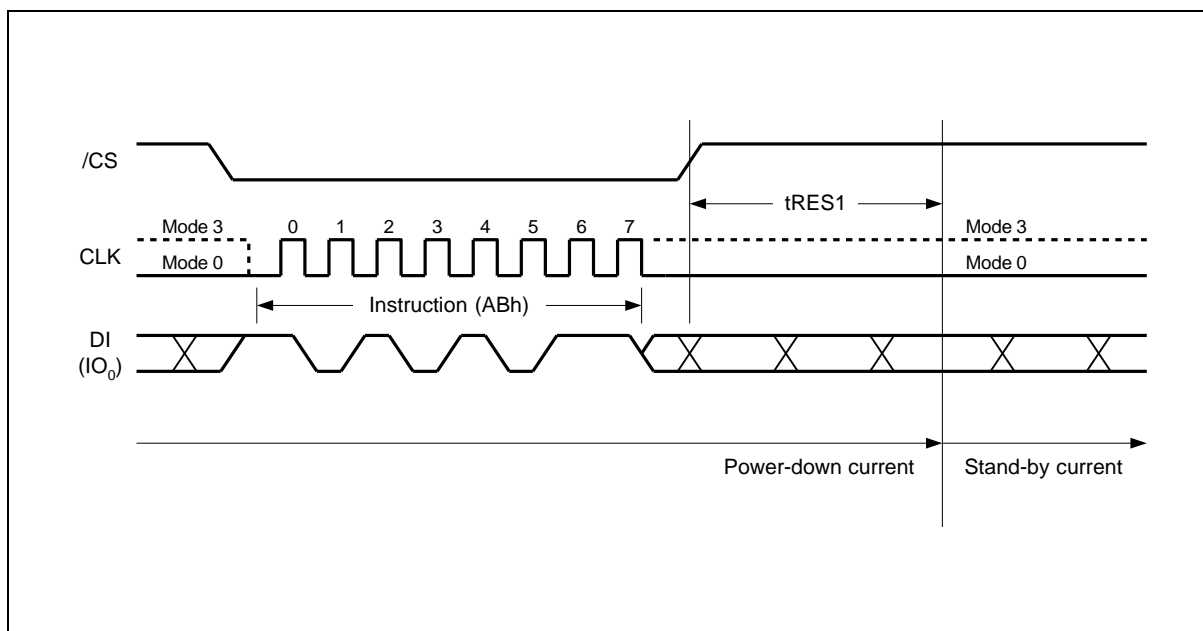 /CS
tRES1
Mode 3 0 1 2 3 4 5 6 7 Mode 3
CLK
Mode 0 Mode 0
Instruction (ABh)
DI
(IO₀)
Power-down current Stand-by current